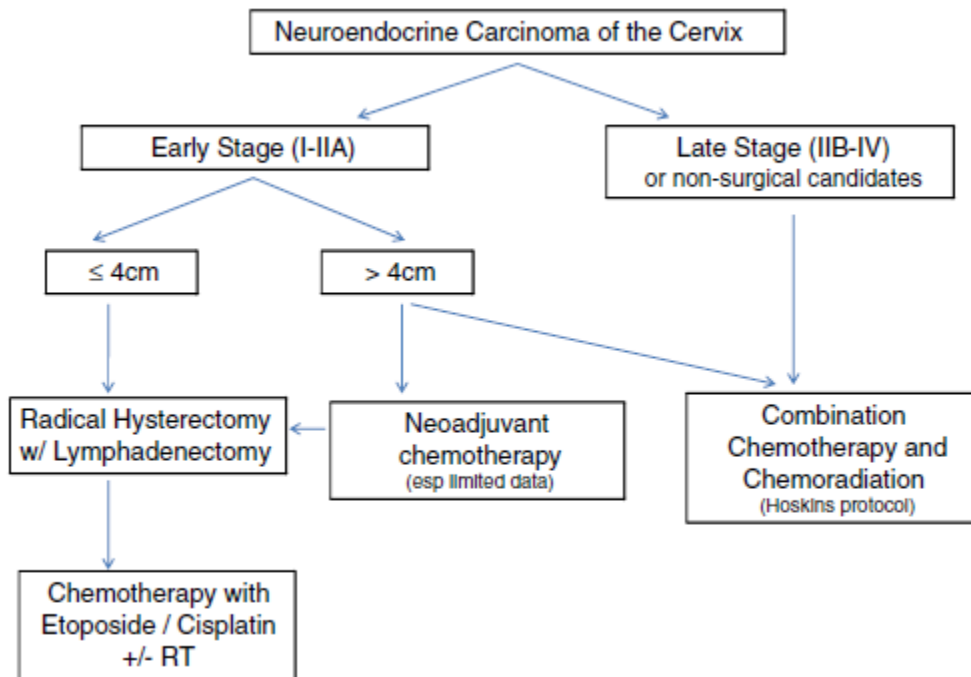 Neuroendocrine Carcinoma of the Cervix
Early Stage (I-IIA)
Late Stage (IIB-IV)
or non-surgical candidates
≤ 4cm
> 4cm
Radical Hysterectomy
w/ Lymphadenectomy
Neoadjuvant
chemotherapy
(esp limited data)
Combination
Chemotherapy and
Chemoradiation
(Hoskins protocol)
Chemotherapy with
Etoposide / Cisplatin
+/- RT